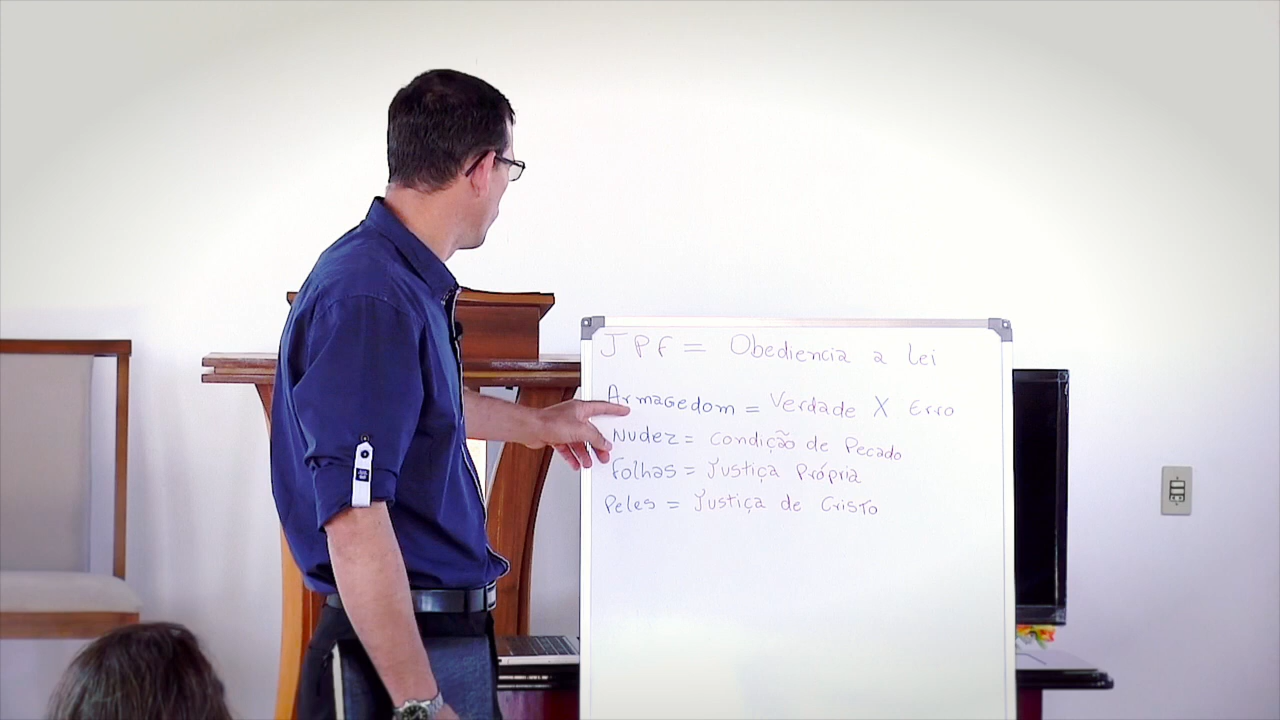 JPF = Obediencia a Lei
Armagedom = Verdade X Erro
Nudez = Condição de Pecado
Folhas = Justiça Própria
Peles = Justiça de Cristo